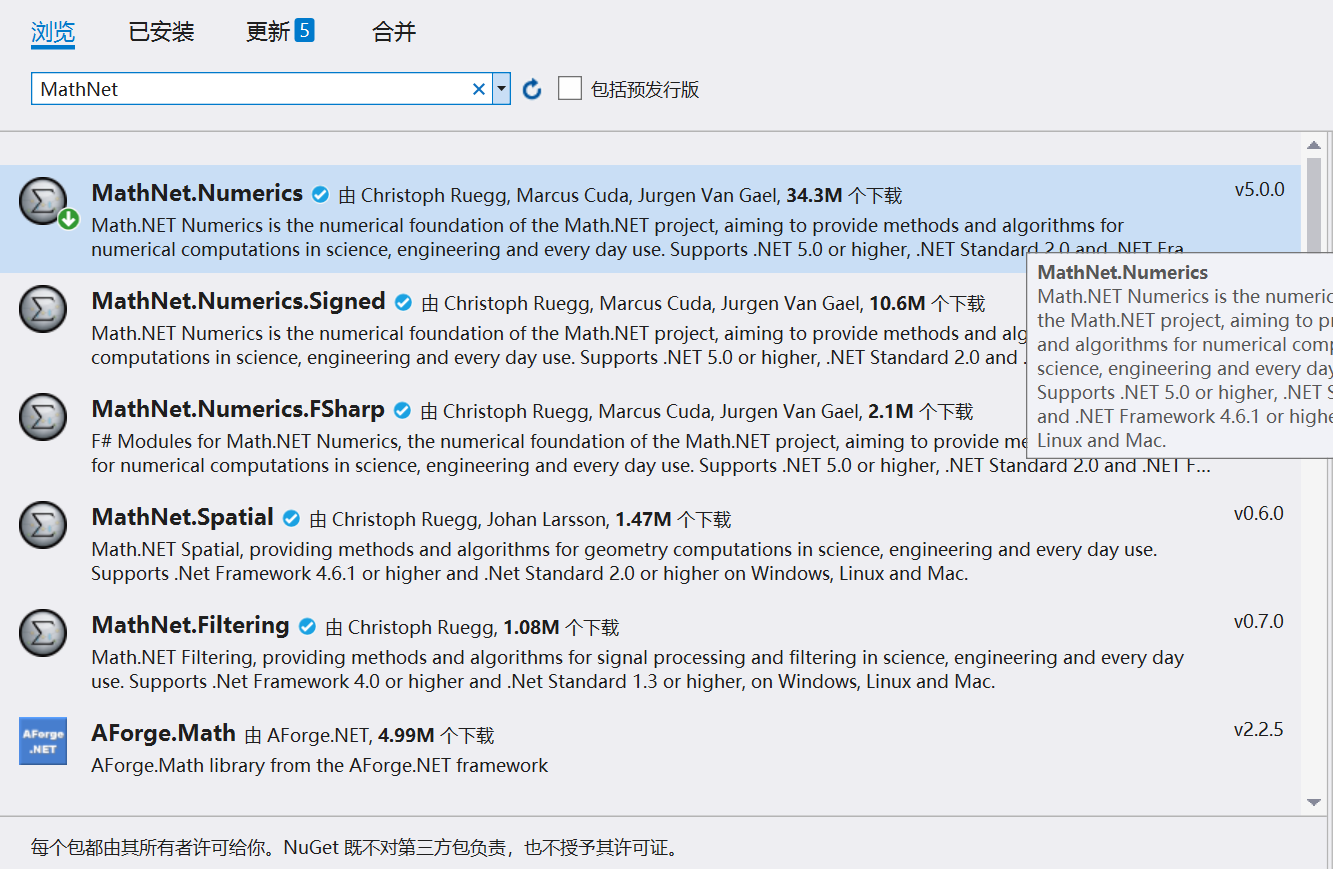 浏览 已安装 更新 5 合并
MathNet
包括预发行版
MathNet.Numerics 由 Christoph Ruegg, Marcus Cuda, Jurgen Van Gael, 34.3M 个下载 v5.0.0
Math.NET Numerics is the numerical foundation of the Math.NET project, aiming to provide methods and algorithms for
numerical computations in science, engineering and every day use. Supports .NET 5.0 or higher, .NET Standard 2.0 and .NET Fra
MathNet.Numerics
Math.NET Numerics is the numeric
the Math.NET project, aiming to p
and algorithms for numerical com
science, engineering and every day
Supports .NET 5.0 or higher, .NET S
and .NET Framework 4.6.1 or highe
Linux and Mac.
MathNet.Numerics.Signed 由 Christoph Ruegg, Marcus Cuda, Jurgen Van Gael, 10.6M 个下载
Math.NET Numerics is the numerical foundation of the Math.NET project, aiming to provide methods and alg
computations in science, engineering and every day use. Supports .NET 5.0 or higher, .NET Standard 2.0 and .
MathNet.Numerics.FSharp 由 Christoph Ruegg, Marcus Cuda, Jurgen Van Gael, 2.1M 个下载
F# Modules for Math.NET Numerics, the numerical foundation of the Math.NET project, aiming to provide me
for numerical computations in science, engineering and every day use. Supports .NET 5.0 or higher, .NET Standard 2.0 and .NET F...
MathNet.Spatial 由 Christoph Ruegg, Johan Larsson, 1.47M 个下载 v0.6.0
Math.NET Spatial, providing methods and algorithms for geometry computations in science, engineering and every day use.
Supports .Net Framework 4.6.1 or higher and .Net Standard 2.0 or higher on Windows, Linux and Mac.
MathNet.Filtering 由 Christoph Ruegg, 1.08M 个下载 v0.7.0
Math.NET Filtering, providing methods and algorithms for signal processing and filtering in science, engineering and every day
use. Supports .Net Framework 4.0 or higher and .Net Standard 1.3 or higher, on Windows, Linux and Mac.
AForge
.NET
AForge.Math 由 AForge.NET, 4.99M 个下载 v2.2.5
AForge.Math library from the AForge.NET framework
每个包都由其所有者许可给你。NuGet 既不对第三方包负责，也不授予其许可证。